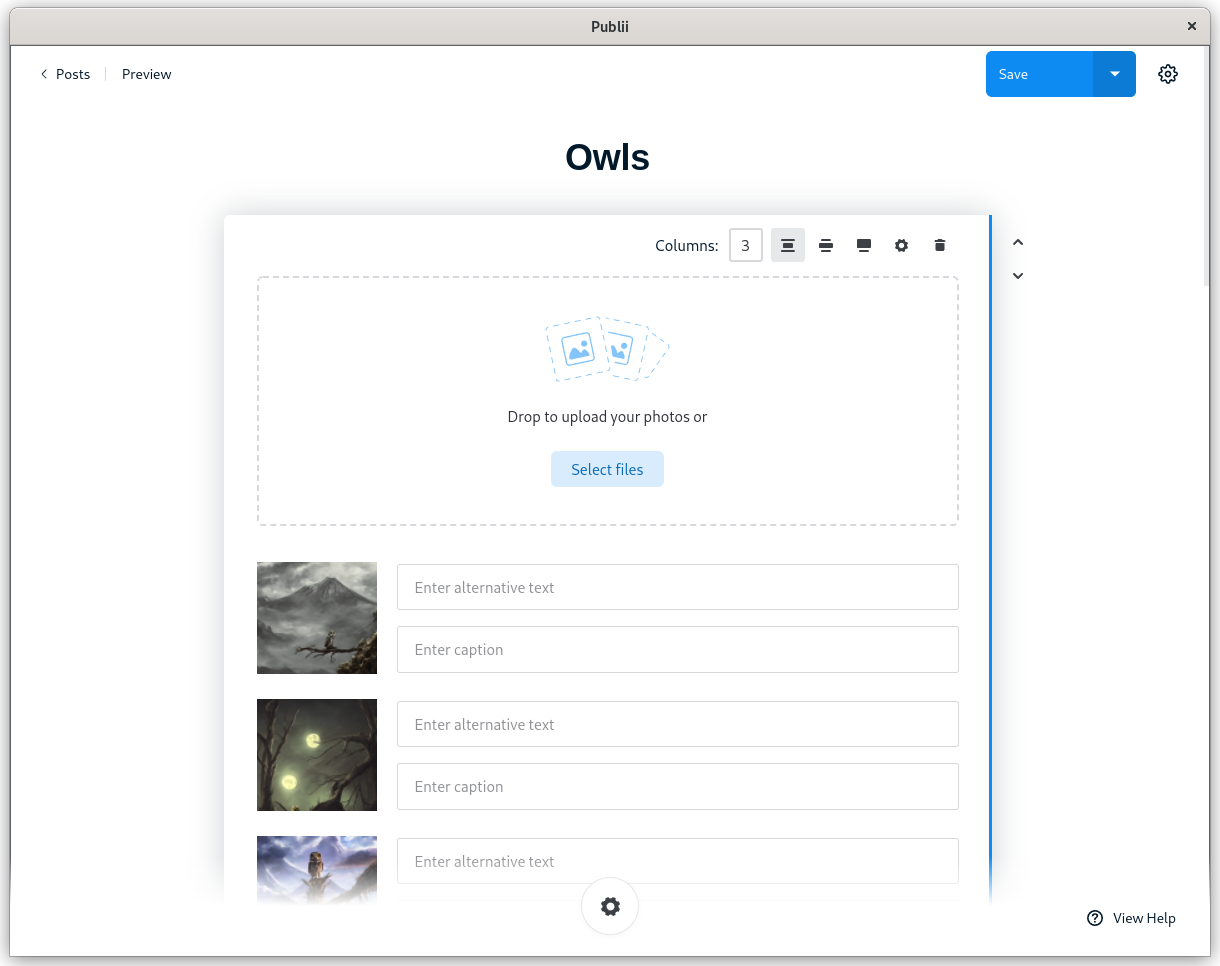 Publii
Posts
Preview
Save
Owls
Columns: 3
Drop to upload your photos or
Select files
Enter alternative text
Enter caption
Enter alternative text
Enter caption
Enter alternative text
View Help